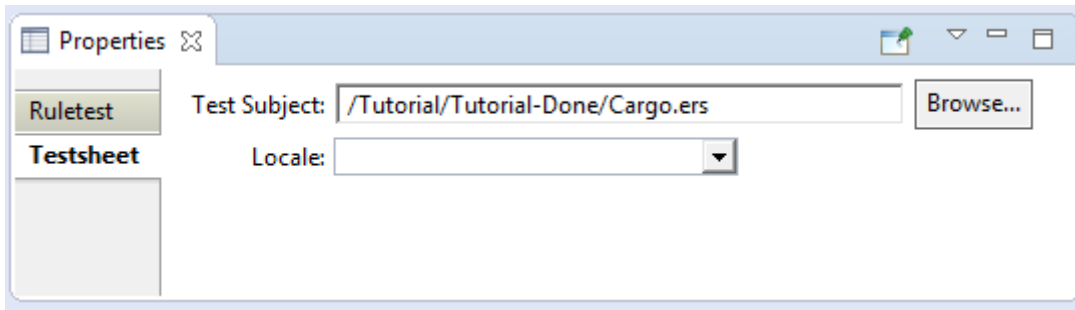 Properties
Ruletest
Test Subject: /Tutorial/Tutorial-Done/Cargo.ers Browse...
Testsheet
Locale: